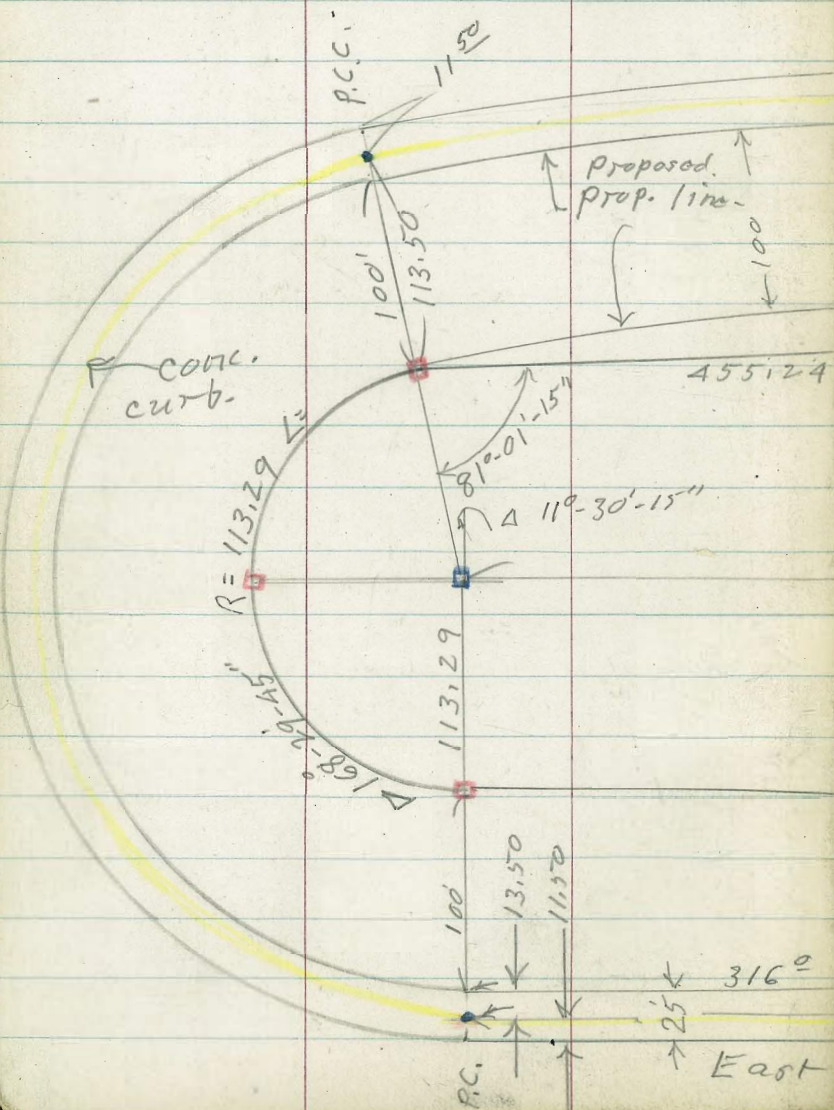 P.C.C.
11 50
Proposed
prop. line
100
100'
113.50
conc.
curb.
455.24
81°-01'-15"
Δ 11°-30'-15"
R = 113.29
113.29
Δ 168°-29'-45"
100'
13.50
11.50
316°
25'
East
P.C.